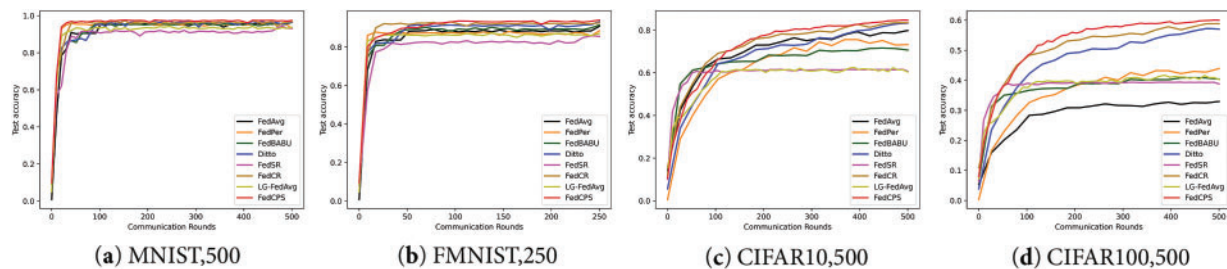 1.0
0.8
0.6
0.4
0.2
0.0
Test accuracy
0 100 200 300 400 500
Communication Rounds
FedAvg
FedPer
FedBABU
Ditto
FedSR
FedCR
LG-FedAvg
FedCPS
(a) MNIST,500
1.0
0.8
0.6
0.4
0.2
0.0
Test accuracy
0 50 100 150 200 250
Communication Rounds
FedAvg
FedPer
FedBABU
Ditto
FedSR
FedCR
LG-FedAvg
FedCPS
(b) FMNIST,250
0.8
0.6
0.4
0.2
0.0
Test accuracy
0 100 200 300 400 500
Communication Rounds
FedAvg
FedPer
FedBABU
Ditto
FedSR
FedCR
LG-FedAvg
FedCPS
(c) CIFAR10,500
0.6
0.5
0.4
0.3
0.2
0.1
0.0
Test accuracy
0 100 200 300 400 500
Communication Rounds
FedAvg
FedPer
FedBABU
Ditto
FedSR
FedCR
LG-FedAvg
FedCPS
(d) CIFAR100,500